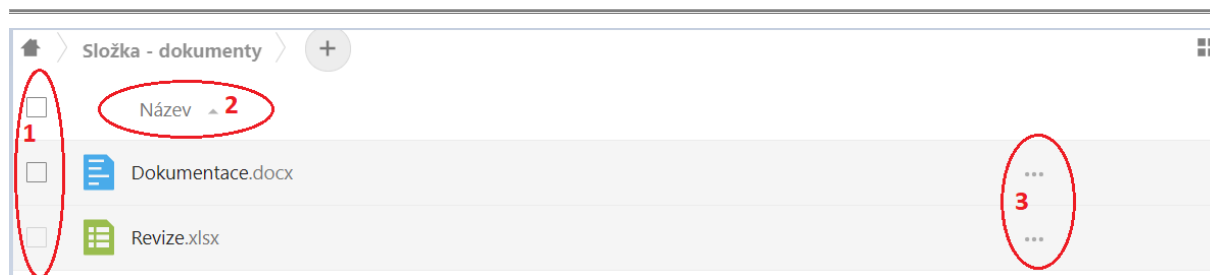 Složka - dokumenty +
Název 2
1
Dokumentace.docx ...
3
Revize.xlsx ...